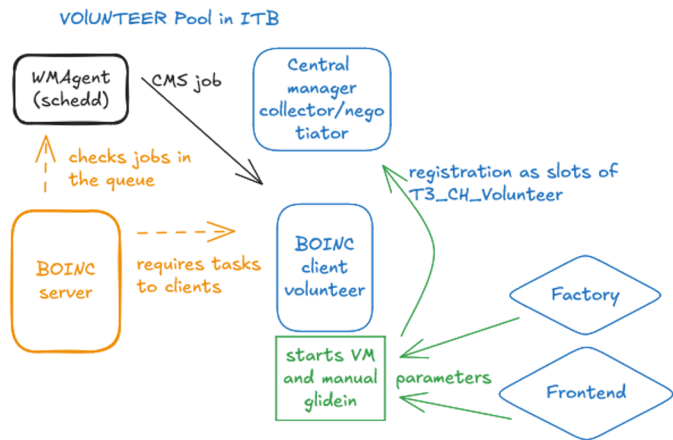 VOlUNTEER Pool in ITB
WMAgent
(schedd)
CMS job
Central
manager
collector/nego
tiator
checks jobs in
the queue
registration as slots of
T3_CH_Volunteer
BOINC
server
requires tasks
to clients
BOINC
client
volunteer
Factory
starts VM
and manual
glidein
parameters
Frontend